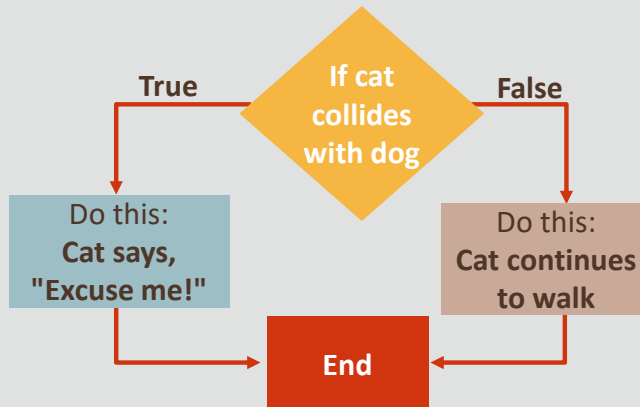 If cat
collides
with dog
True
False
Do this:
Cat says,
"Excuse me!"
Do this:
Cat continues
to walk
End